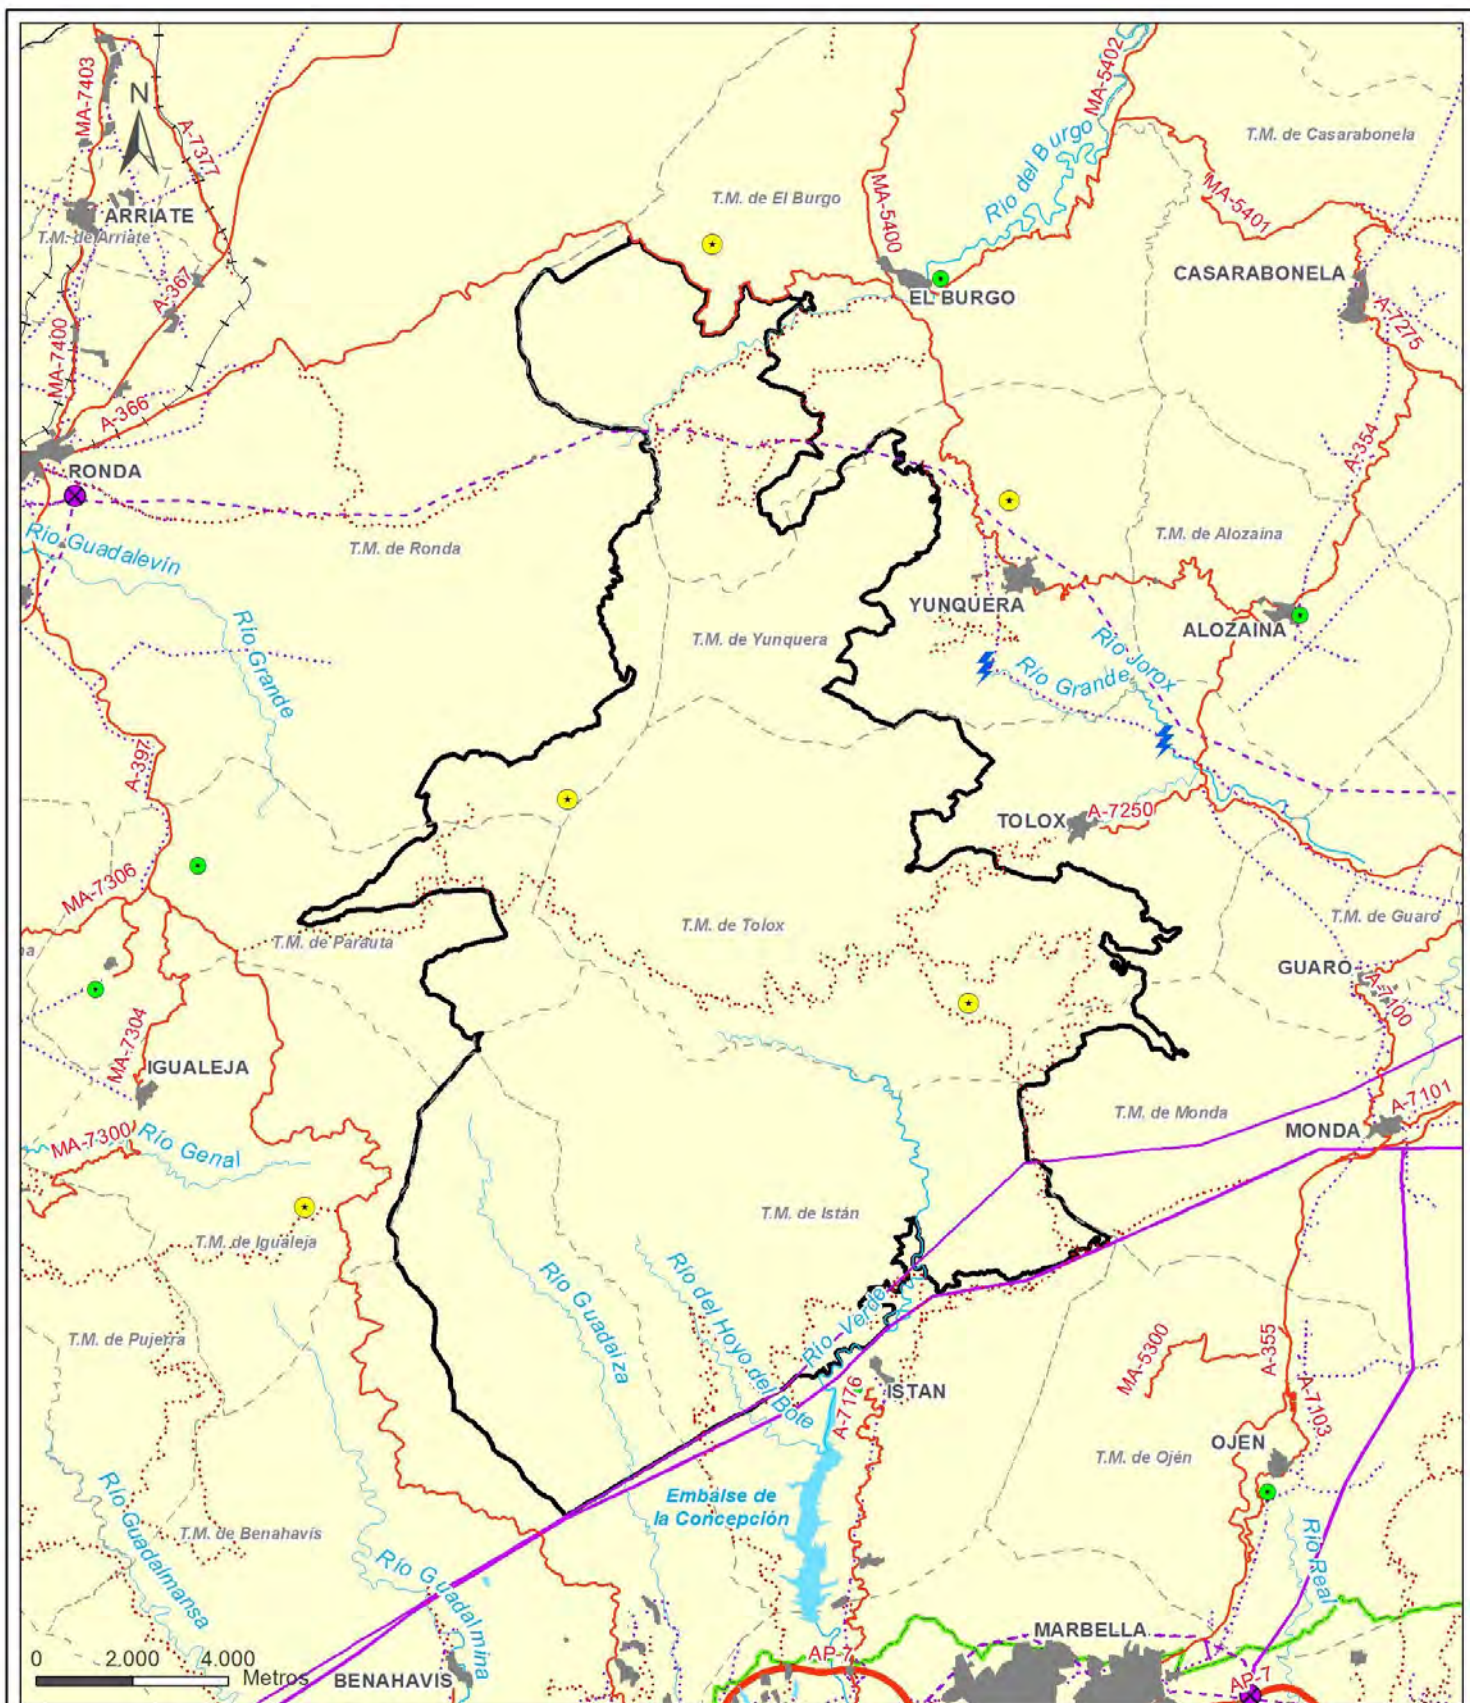 MA-7403
N
A-7377
ARRIATE
T.M. de Arriate
A-367
MA-7400
A-366
RONDA
T.M. de El Burgo
MA-5400
Río del Burgo
MA-5402
T.M. de Casarabonela
MA-5401
CASARABONELA
A-7275
EL BURGO
A-354
Río Guadalevín
T.M. de Ronda
Río Grande
T.M. de Alozaina
YUNQUERA
ALOZAINA
T.M. de Yunquera
Río Jorox
Río Grande
A-397
TOLOX
A-7250
MA-7306
T.M. de Parauta
na
T.M. de Tolox
T.M. de Guaro
GUARO
A-7100
MA-7304
IGUALEJA
MA-7300
Río Genal
T.M. de Monda
A-7101
MONDA
T.M. de Igualeja
T.M. de Istán
Río Guadaiza
Río del Hoyo del Bote
Río Verde
T.M. de Pujerra
MA-5300
A-355
A-7103
ISTAN
A-7176
OJEN
T.M. de Ojén
Embalse de
la Concepción
Río Guadalmansa
T.M. de Benahavís
Río Guadalmina
Río Real
MARBELLA
AP-7
AP-7
0 2.000 4.000
Metros
BENAHAVIS